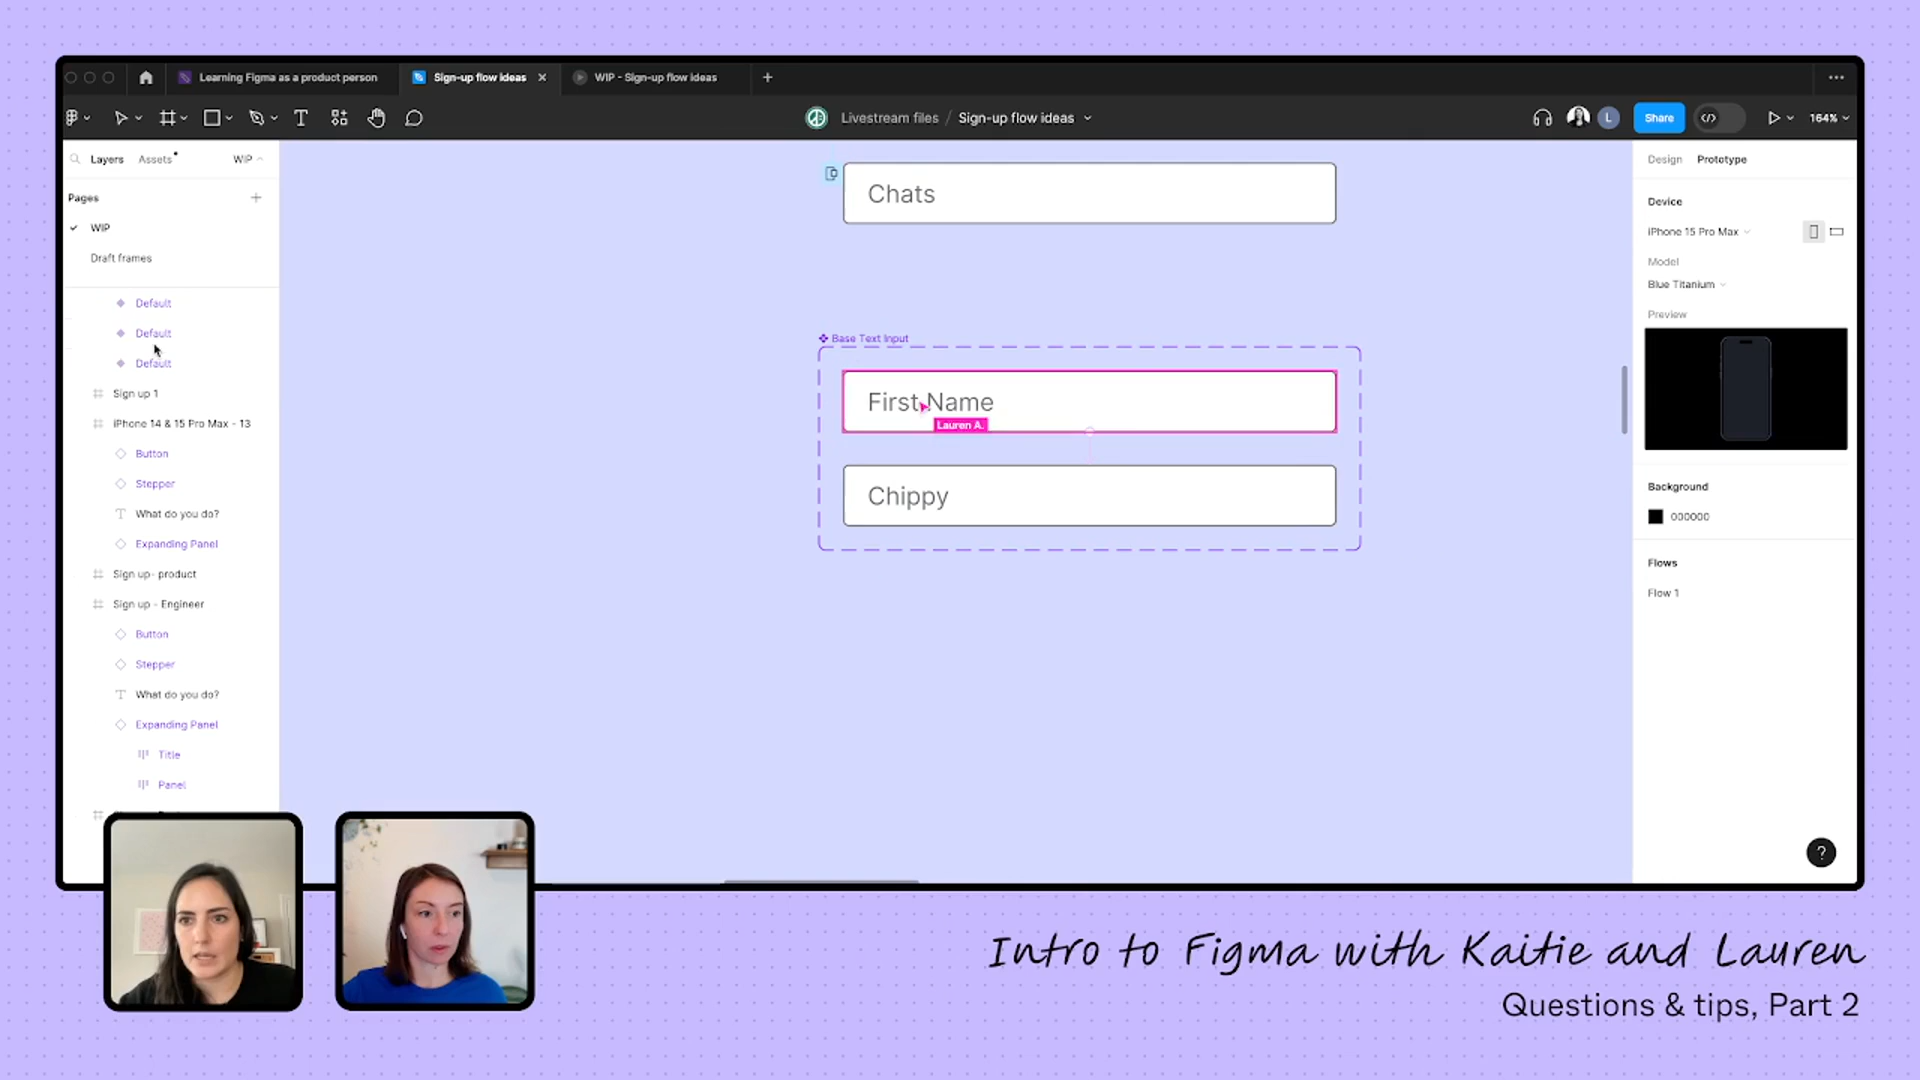 Learning Figma as a product person
Sign-up flow ideas
WIP - Sign-up flow ideas
Livestream files / Sign-up flow ideas
L
Share
164%
Layers
Assets
WIP
Pages
WIP
Draft frames
Default
Default
Default
Sign up 1
iPhone 14 & 15 Pro Max - 13
Button
Stepper
What do you do?
Expanding Panel
Sign up- product
Sign up - Engineer
Button
Stepper
What do you do?
Expanding Panel
Title
Panel
Chats
Base Text Input
First Name
Lauren A.
Chippy
Design
Prototype
Device
iPhone 15 Pro Max
Model
Blue Titanium
Preview
Background
000000
Flows
Flow 1
?
Intro to Figma with Kaitie and Lauren
Questions & tips, Part 2